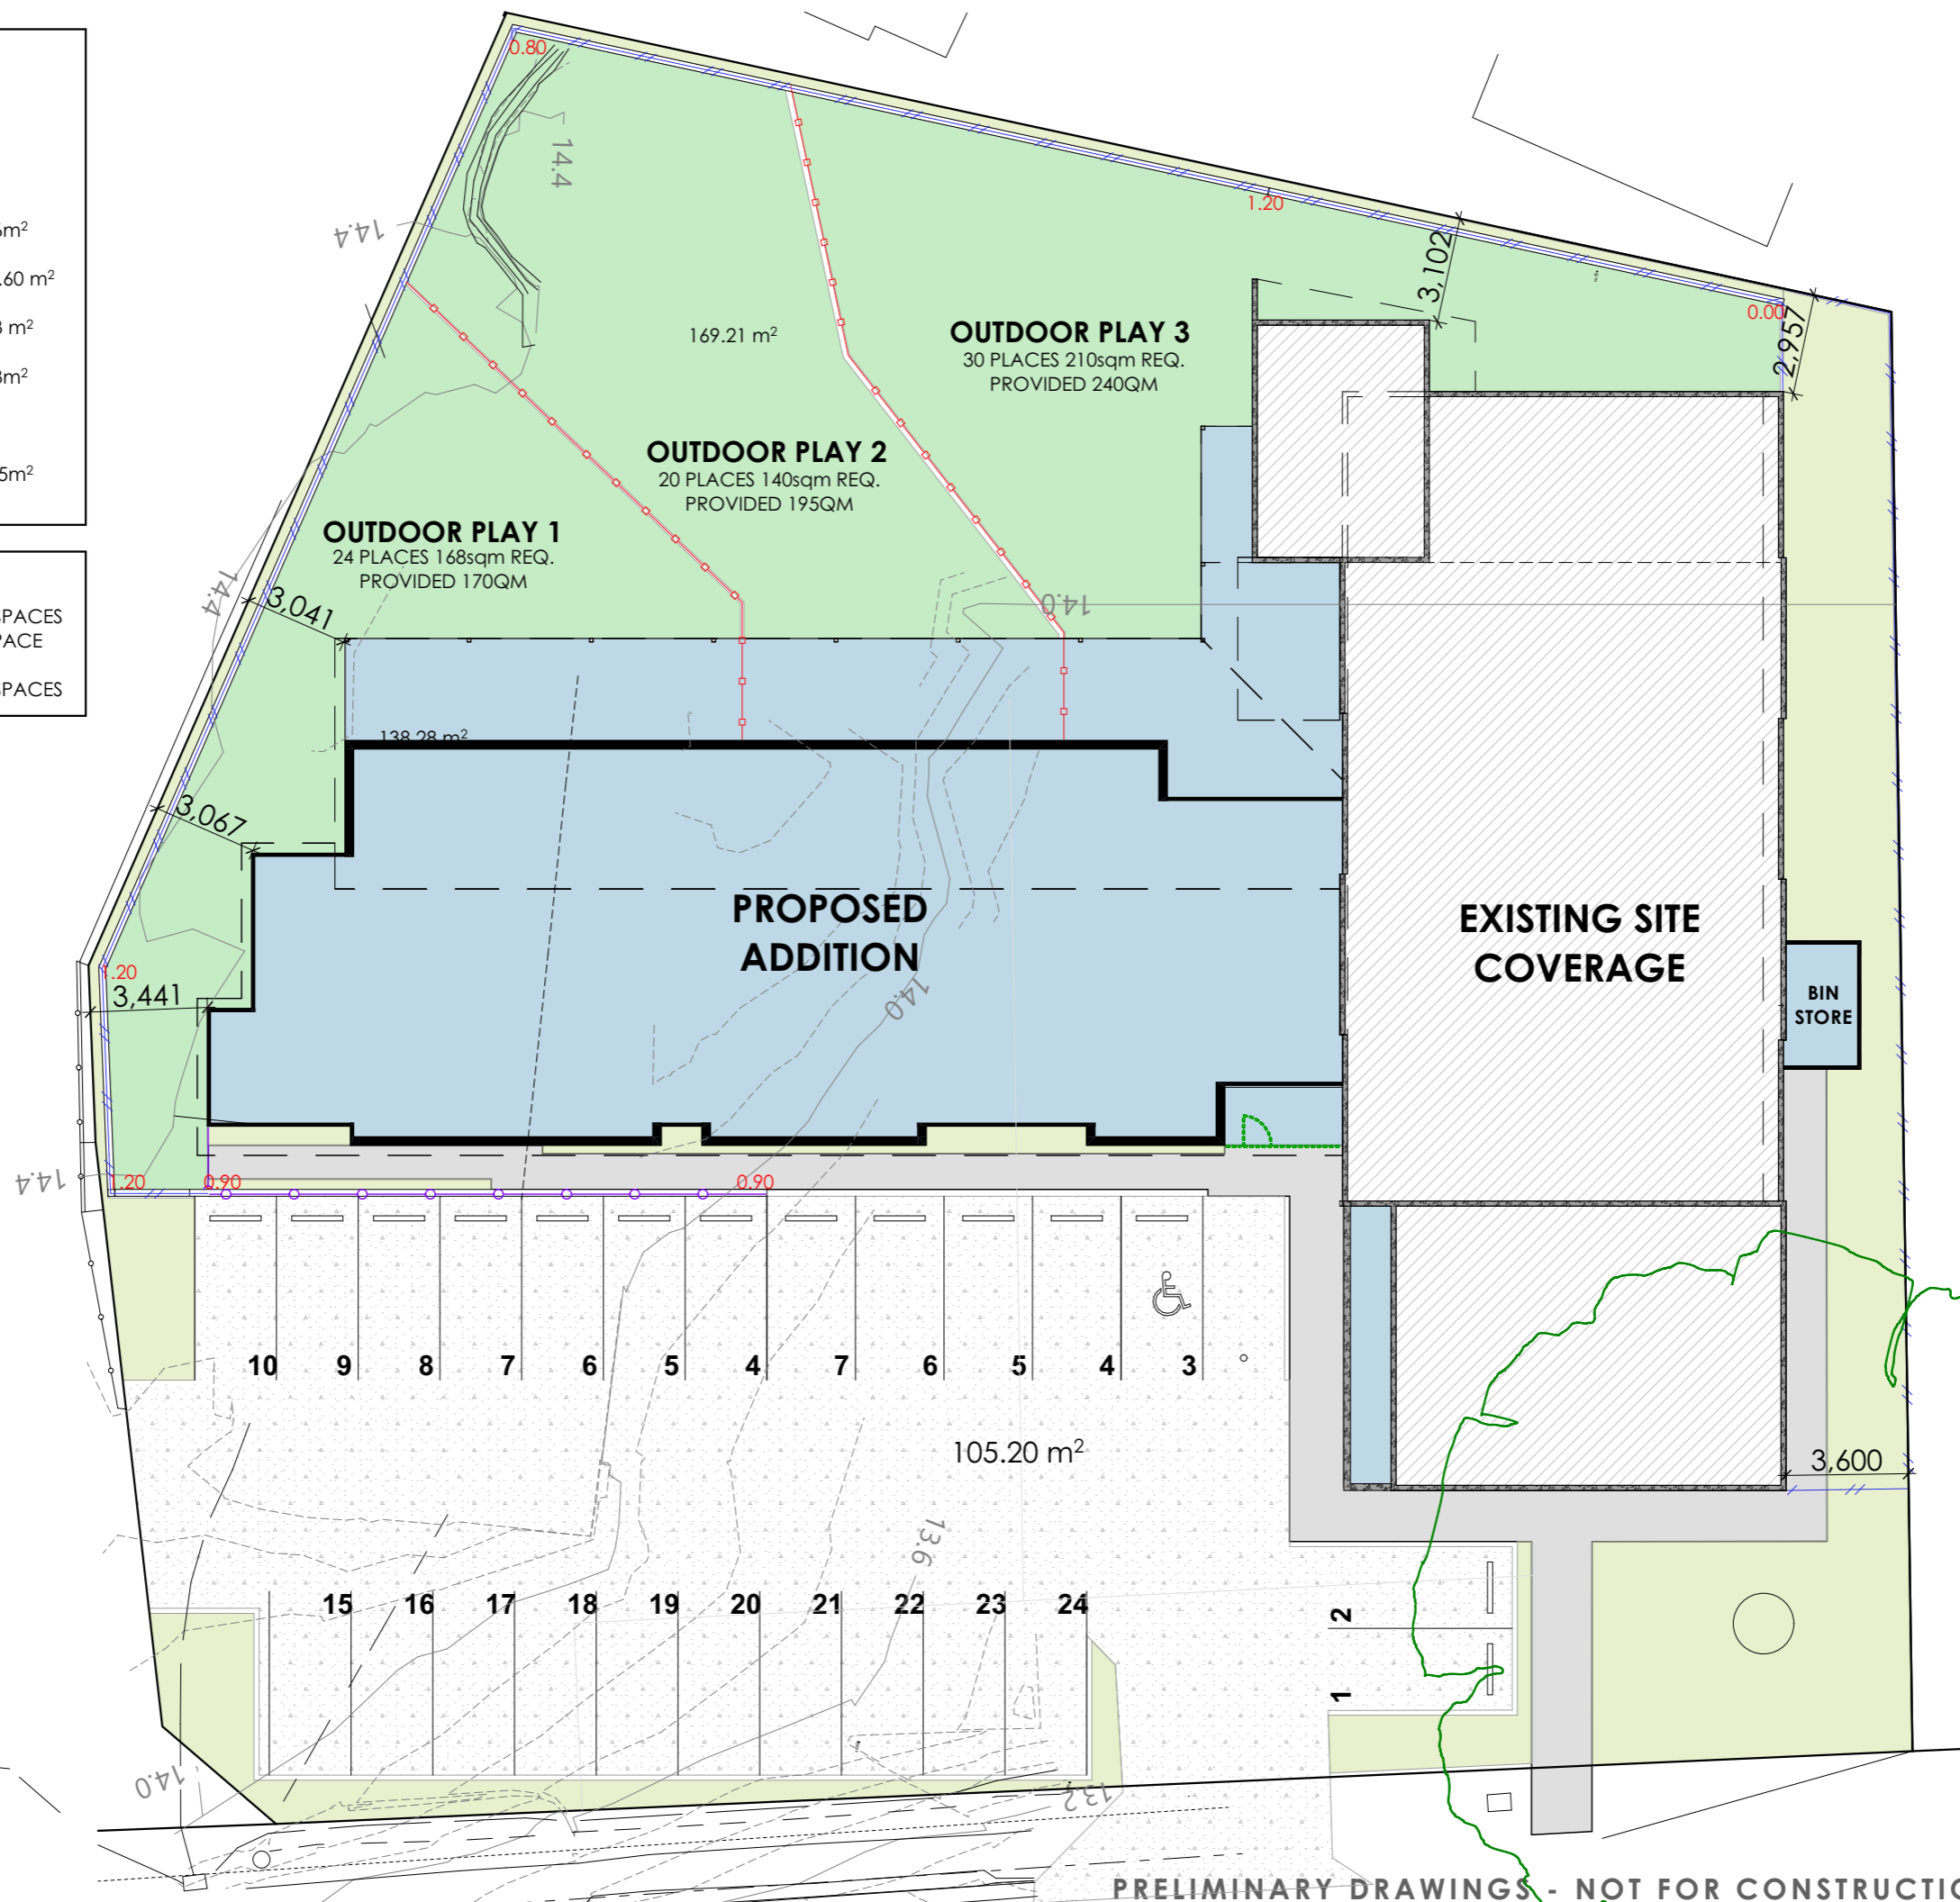 0.80
14.4
14.4
1.20
3,102
0.00
2,957
m²
.60 m²
m²
m²
5m²
169.21 m²
OUTDOOR PLAY 3
30 PLACES 210sqm REQ.
PROVIDED 240QM
OUTDOOR PLAY 2
20 PLACES 140sqm REQ.
PROVIDED 195QM
OUTDOOR PLAY 1
24 PLACES 168sqm REQ.
PROVIDED 170QM
14.4
3,041
14.0
SPACES
PACE
SPACES
138.28 m²
3,067
PROPOSED
ADDITION
EXISTING SITE
COVERAGE
.20
3,441
14.0
BIN
STORE
14.4
.20
0.90
0.90
10 9 8 7 6 5 4 7 6 5 4 3
105.20 m²
3,600
13.6
15 16 17 18 19 20 21 22 23 24
2
1
14.0
13.2
PRELIMINARY DRAWINGS - NOT FOR CONSTRUCTIO